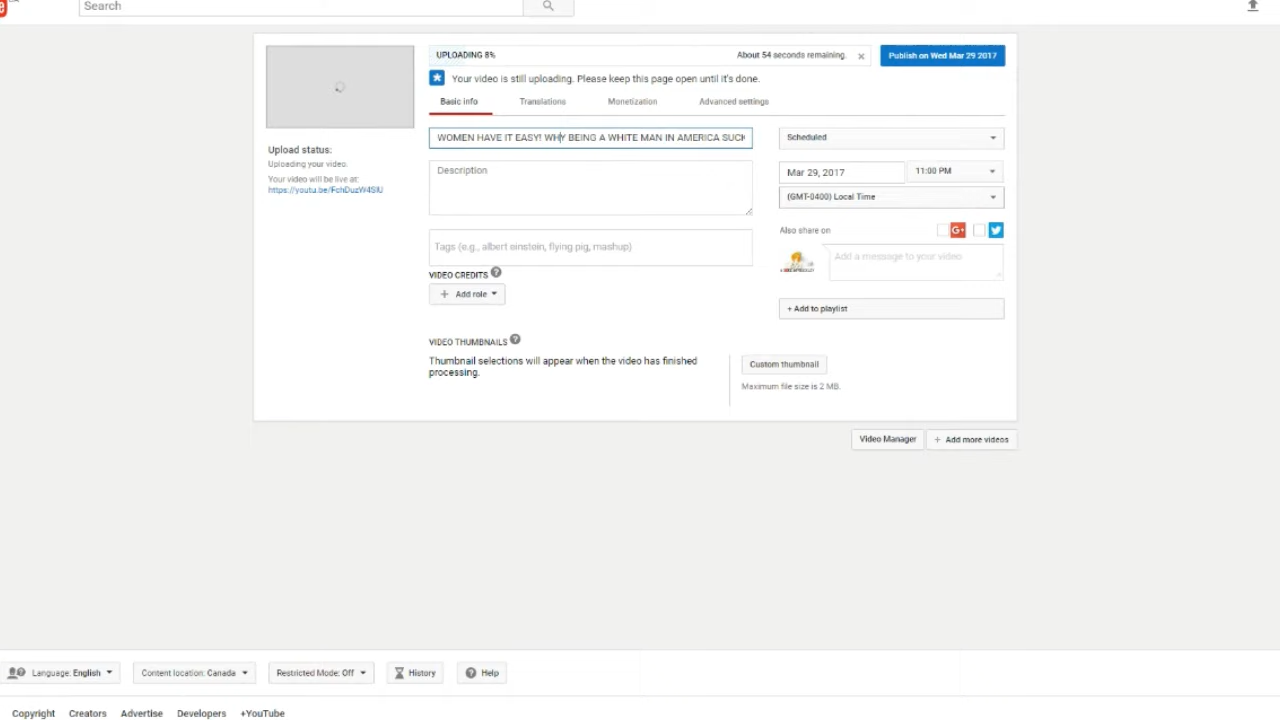 Search
UPLOADING 8%
About 54 seconds remaining.
Publish on Wed Mar 29 2017
Your video is still uploading. Please keep this page open until it's done.
Basic info
Translations
Monetization
Advanced settings
WOMEN HAVE IT EASY! WHY BEING A WHITE MAN IN AMERICA SUCK
Scheduled
Description
Mar 29, 2017
11:00 PM
(GMT-0400) Local Time
Upload status:
Uploading your video.
Your video will be live at:
https://youtu.be/FchDuzW4SIU
Also share on
G+
Tags (e.g., albert einstein, flying pig, mashup)
Add a message to your video
VIDEO CREDITS ?
+ Add role
+ Add to playlist
VIDEO THUMBNAILS ?
Thumbnail selections will appear when the video has finished
processing.
Custom thumbnail
Maximum file size is 2 MB.
Video Manager
+ Add more videos
Language: English
Content location: Canada
Restricted Mode: Off
History
Help
Copyright
Creators
Advertise
Developers
+YouTube